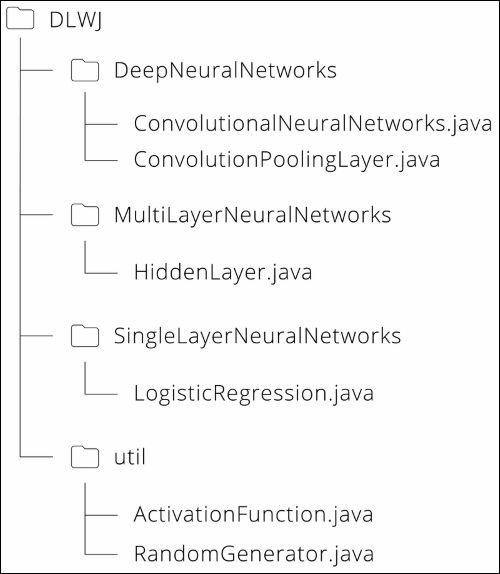 DLWJ
DeepNeuralNetworks
ConvolutionalNeuralNetworks.java
ConvolutionPoolingLayer.java
MultiLayerNeuralNetworks
HiddenLayer.java
SingleLayerNeuralNetworks
LogisticRegression.java
util
ActivationFunction.java
RandomGenerator.java